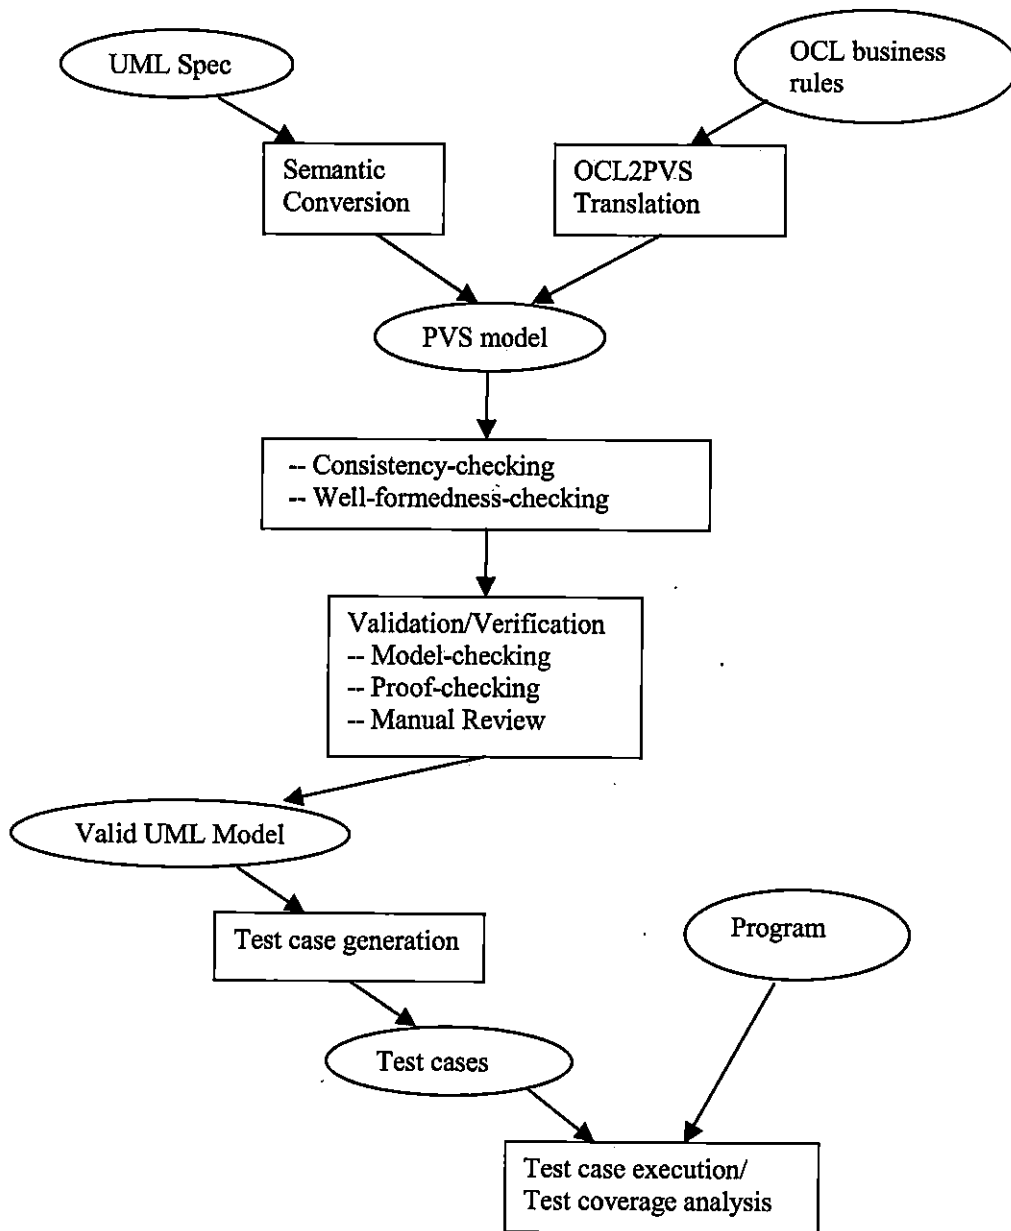 UML Spec
OCL business
rules
Semantic
Conversion
OCL2PVS
Translation
PVS model
-- Consistency-checking
-- Well-formedness-checking
Validation/Verification
-- Model-checking
-- Proof-checking
-- Manual Review
Valid UML Model
Test case generation
Program
Test cases
Test case execution/
Test coverage analysis